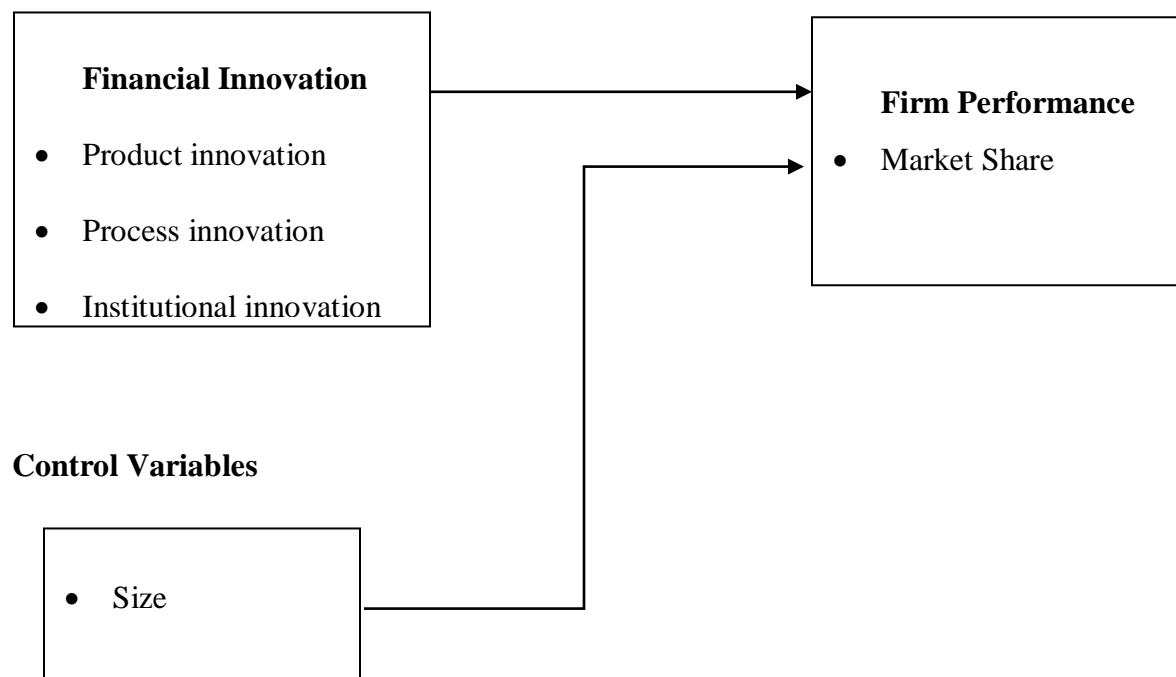 Financial Innovation
• Product innovation
• Process innovation
• Institutional innovation
Firm Performance
• Market Share
Control Variables
• Size